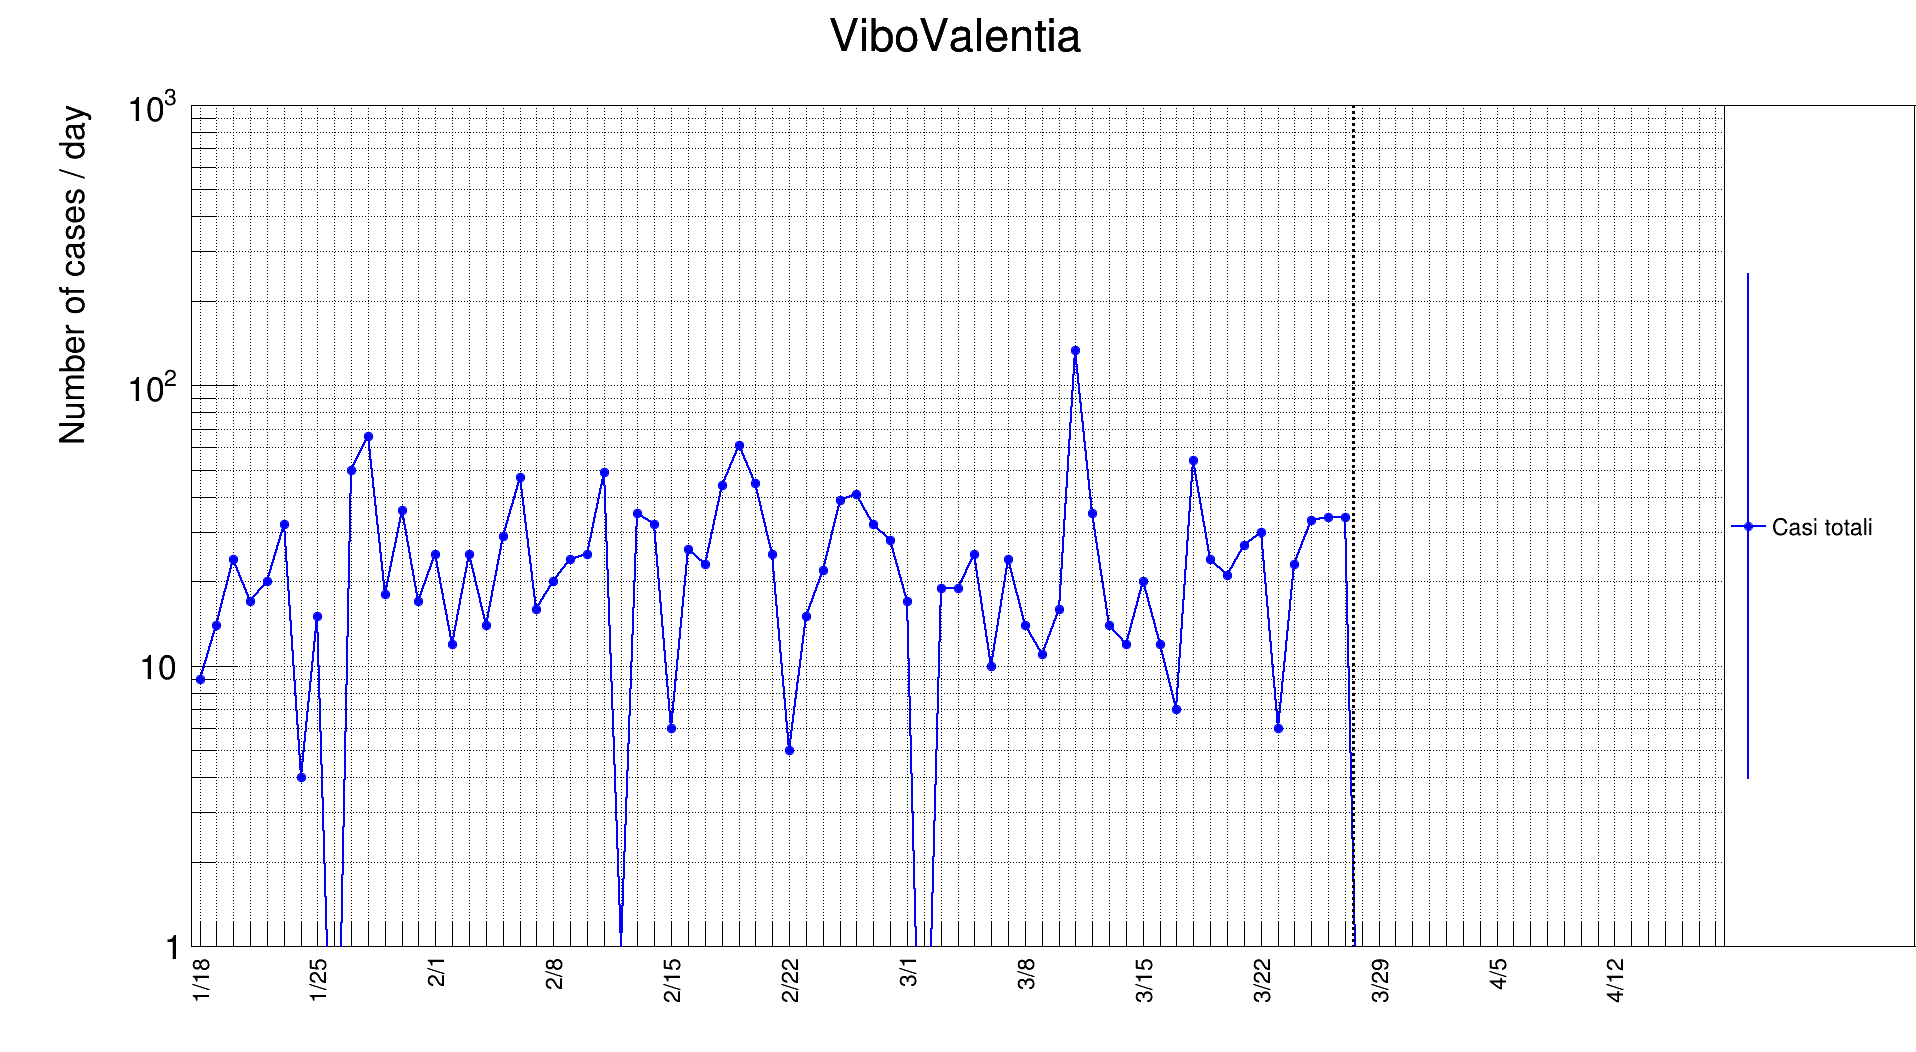 ViboValentia
Number of cases / day
10³
10²
10
1
1/18 1/25 2/1 2/8 2/15 2/22 3/1 3/8 3/15 3/22 3/29 4/5 4/12
Casi totali